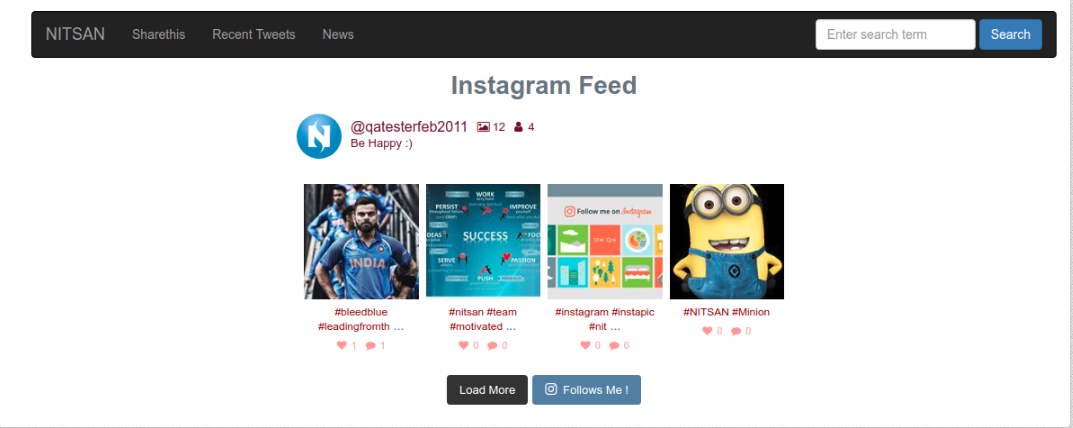 NITSAN Sharethis Recent Tweets News Enter search term Search
Instagram Feed
@qatesterfeb2011 12 4
Be Happy :)
N
INDIA
WORK
PERSIST
IMPROVE
IDEAS
SUCCESS
FOC
SERVE
PASSION
PUSH
Follow me on Instagram
#bleedblue
#leadingfromth ...
1 1
#nitsan #team
#motivated ...
0 0
#instagram #instapic
#nit ...
0 0
#NITSAN #Minion
0 0
Load More Follows Me !